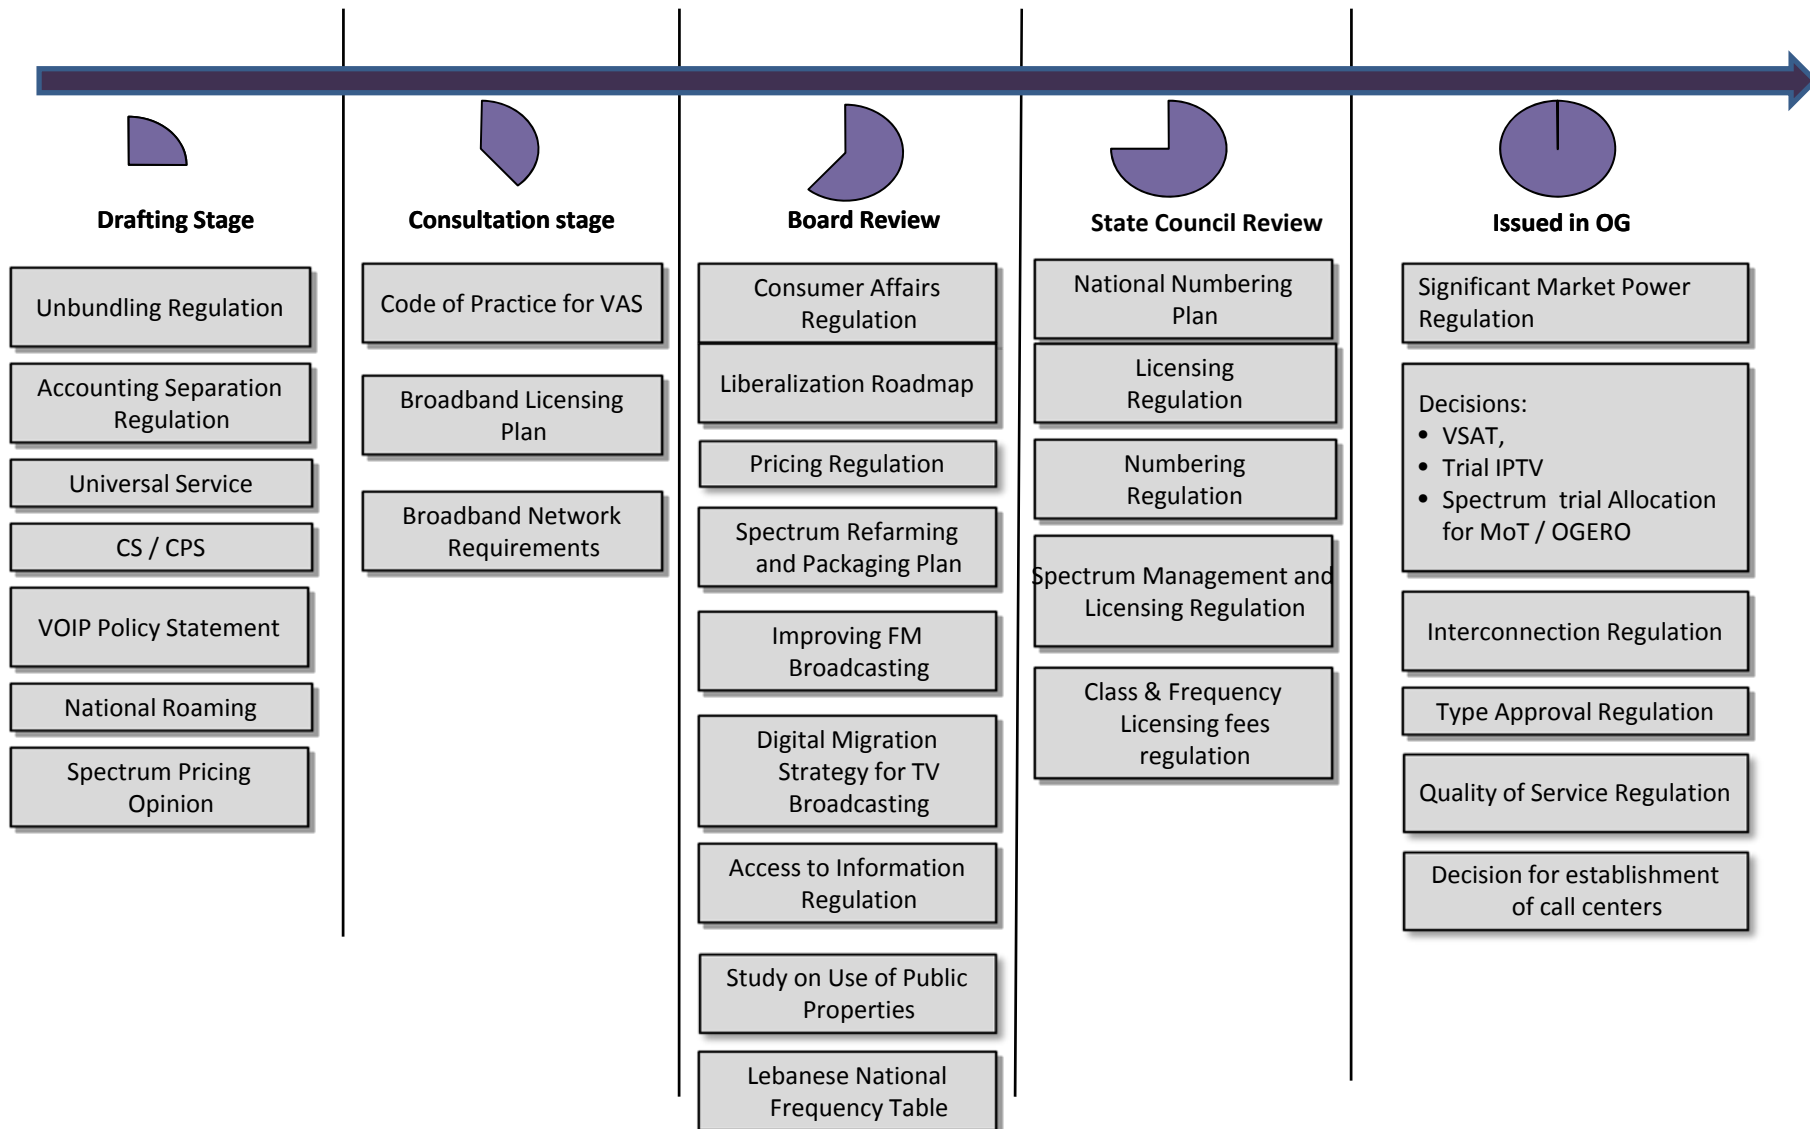 Drafting Stage
Unbundling Regulation
Accounting Separation
Regulation
Universal Service
CS / CPS
VOIP Policy Statement
National Roaming
Spectrum Pricing
Opinion
Consultation stage
Code of Practice for VAS
Broadband Licensing
Plan
Broadband Network
Requirements
Board Review
Consumer Affairs
Regulation
Liberalization Roadmap
Pricing Regulation
Spectrum Refarming
and Packaging Plan
Improving FM
Broadcasting
Digital Migration
Strategy for TV
Broadcasting
Access to Information
Regulation
Study on Use of Public
Properties
Lebanese National
Frequency Table
State Council Review
National Numbering
Plan
Licensing
Regulation
Numbering
Regulation
Spectrum Management and
Licensing Regulation
Class & Frequency
Licensing fees
regulation
Issued in OG
Significant Market Power
Regulation
Decisions:
• VSAT,
• Trial IPTV
• Spectrum trial Allocation
for MoT / OGERO
Interconnection Regulation
Type Approval Regulation
Quality of Service Regulation
Decision for establishment
of call centers